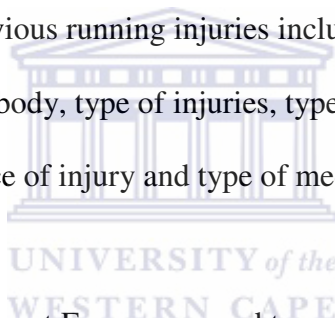 vious running injuries inclu
body, type of injuries, type
e of injury and type of me
UNIVERSITY of the
WESTERN CAPE